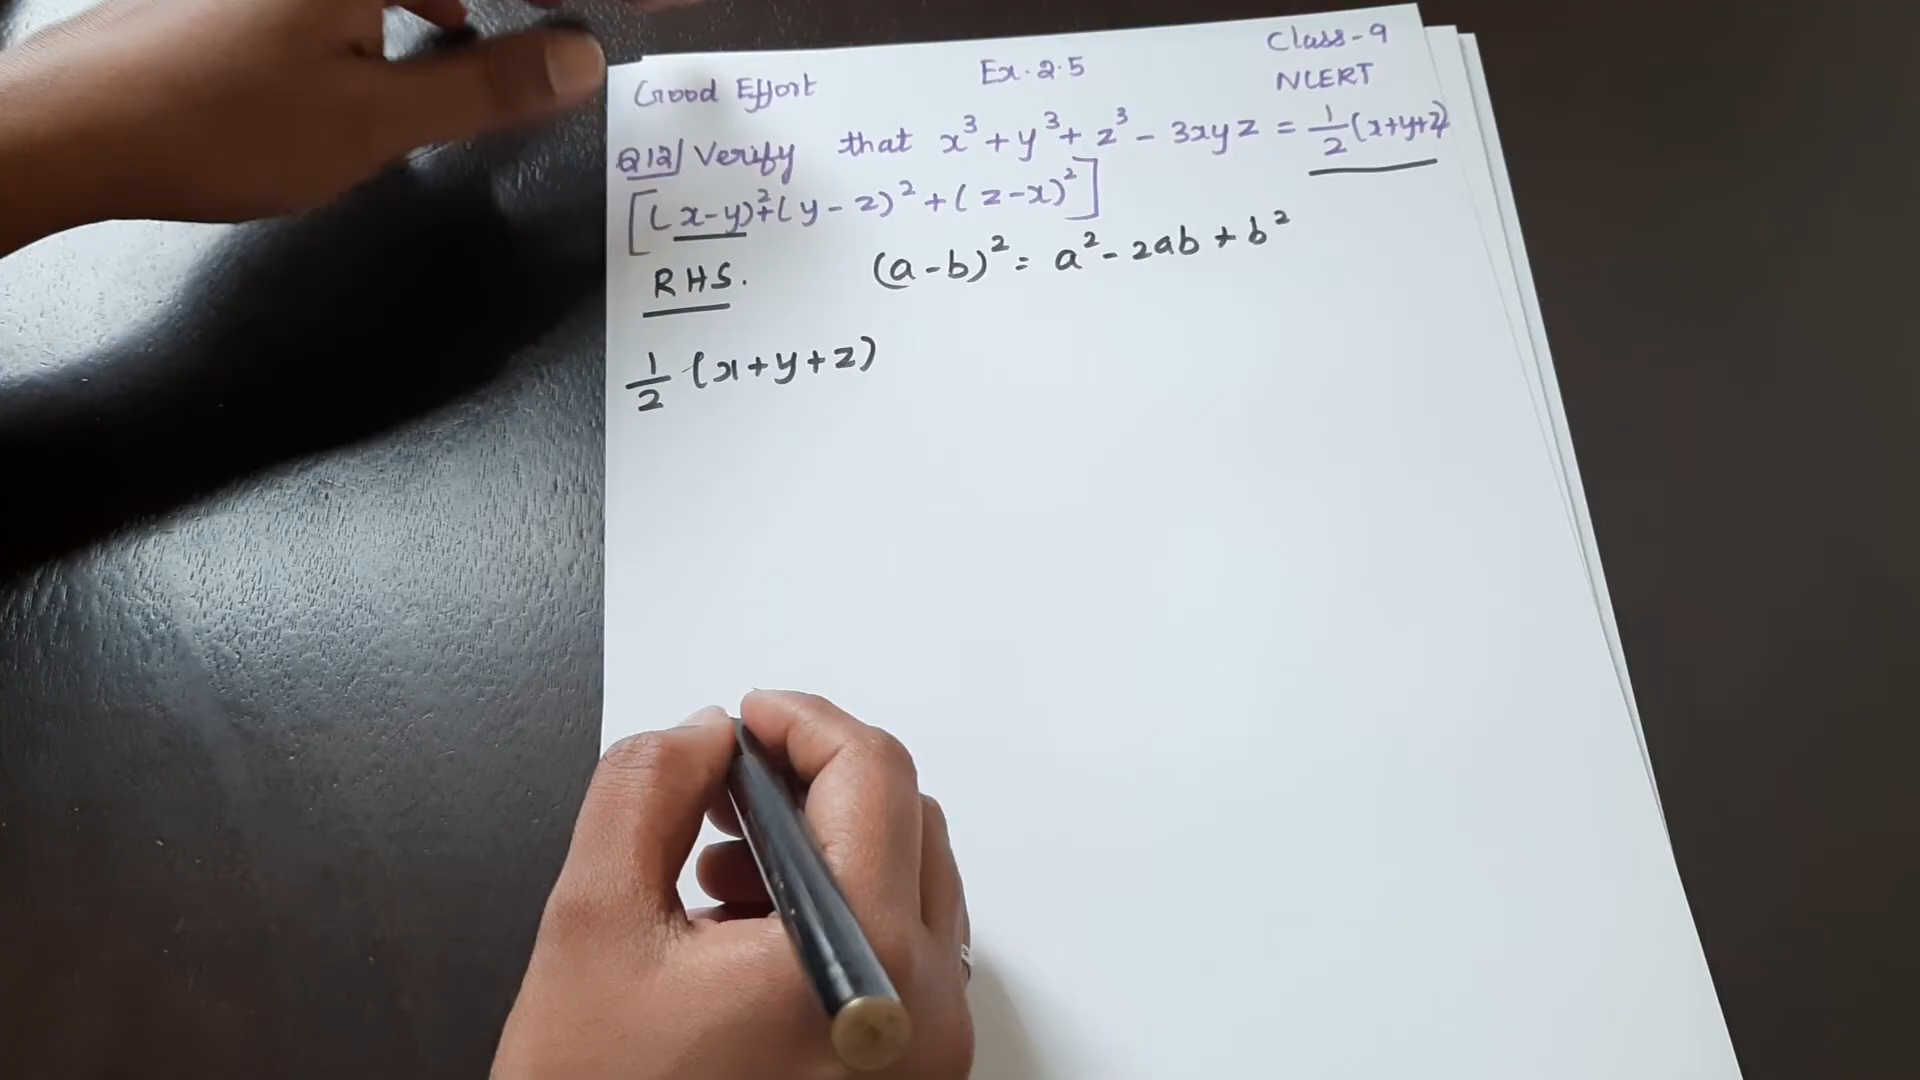 Good Effort Ex. 2.5 Class-9
NCERT
Q12/ Verify that x³ + y³ + z³ - 3xyz = 1/2 (x+y+z)
[(x-y)² + (y-z)² + (z-x)²]
RHS. (a-b)² = a² - 2ab + b²
1/2 (x+y+z)